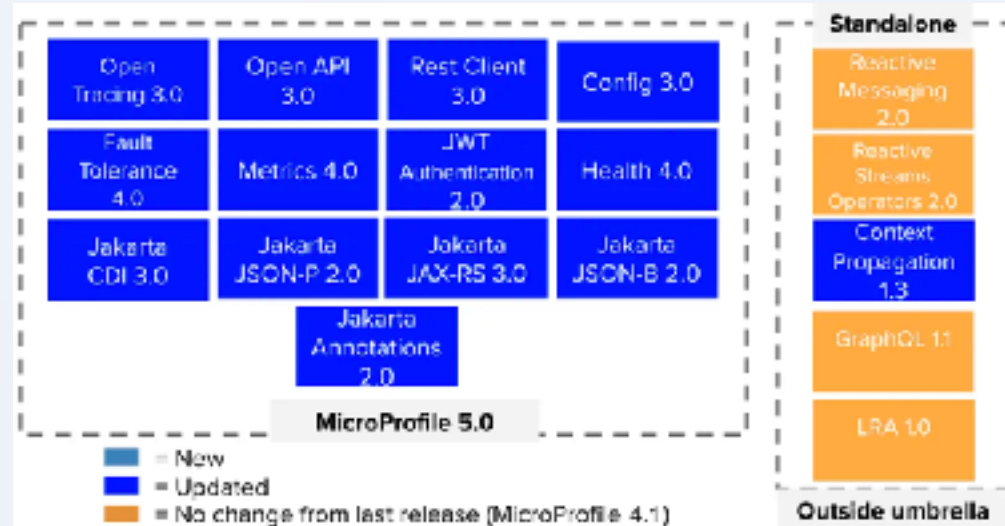 Open
Tracing 3.0
Open API
3.0
Rest Client
3.0
Config 3.0
Fault
Tolerance
4.0
Metrics 4.0
JWT
Authentication
2.0
Health 4.0
Jakarta
CDI 3.0
Jakarta
JSON-P 2.0
Jakarta
JAX-RS 3.0
Jakarta
JSON-B 2.0
Jakarta
Annotations
2.0
MicroProfile 5.0
= New
= Updated
= No change from last release (MicroProfile 4.1)
Standalone
Reactive
Messaging
2.0
Reactive
Streams
Operators 2.0
Context
Propagation
1.3
GraphQL 1.1
LRA 1.0
Outside umbrella